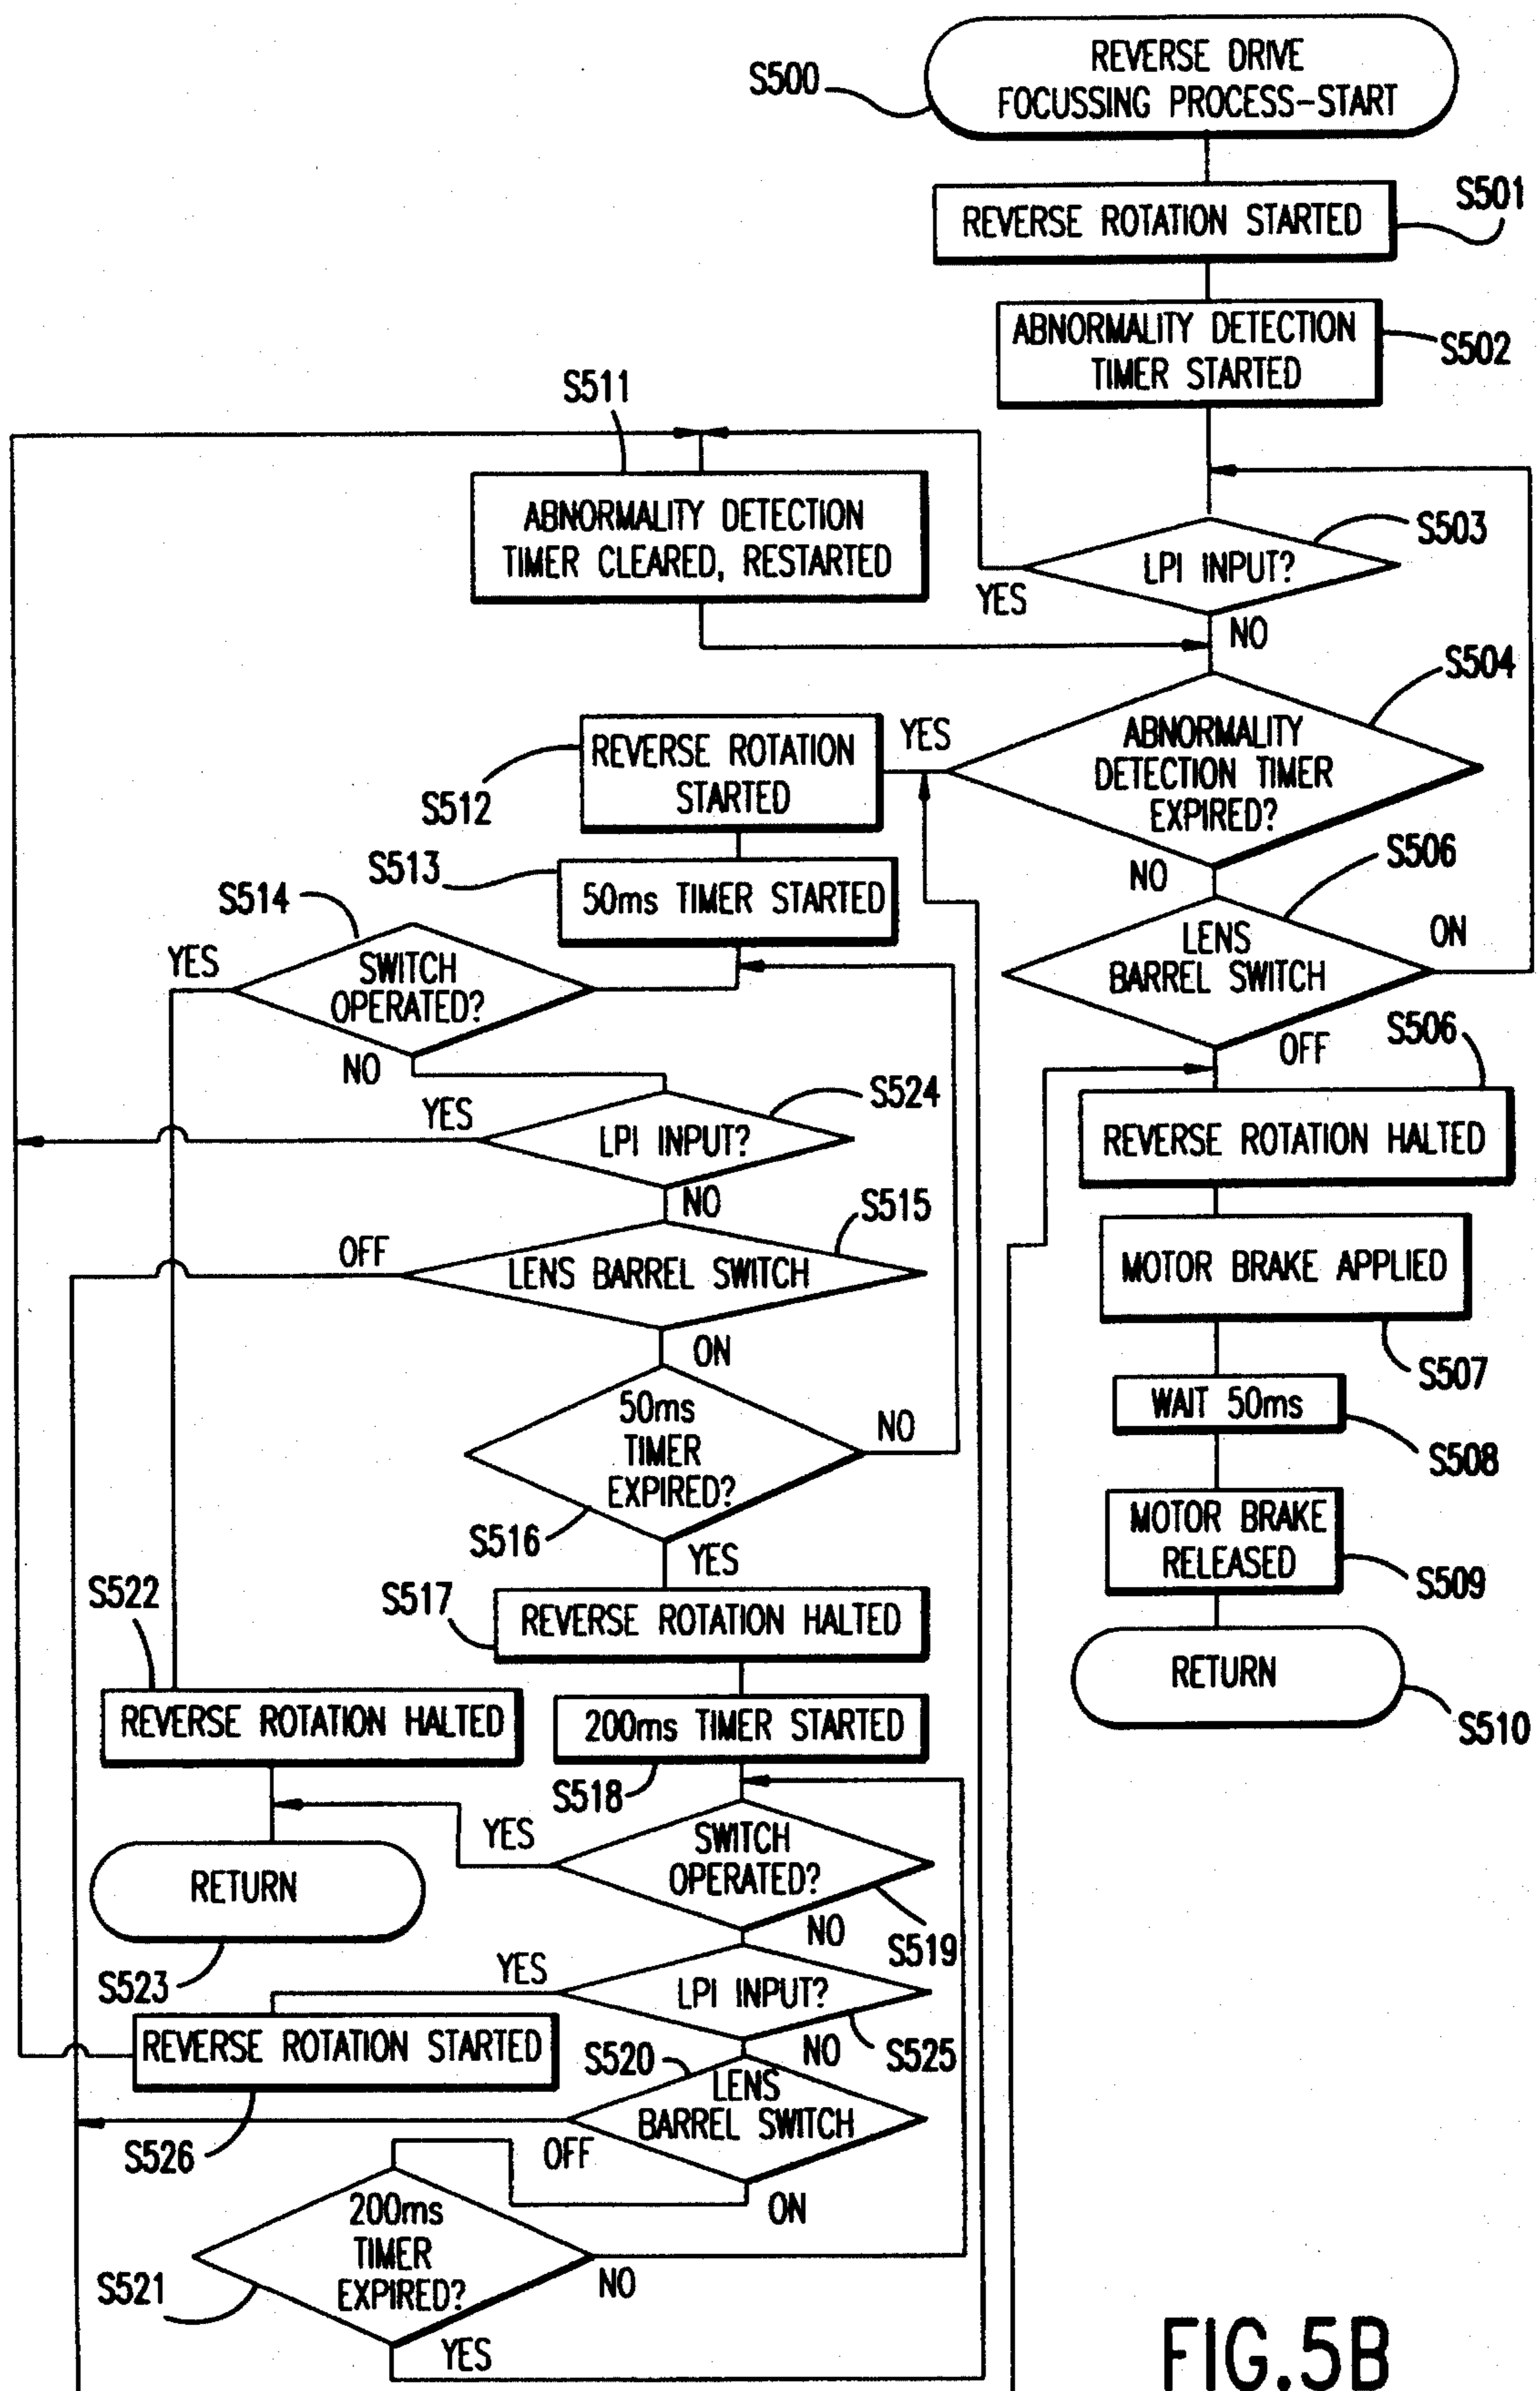 REVERSE DRIVE
FOCUSSING PROCESS-START
S500
REVERSE ROTATION STARTED
S501
ABNORMALITY DETECTION
TIMER STARTED
S502
S511
ABNORMALITY DETECTION
TIMER CLEARED, RESTARTED
LPI INPUT?
S503
YES
NO
S504
ABNORMALITY
DETECTION TIMER
EXPIRED?
YES
NO
REVERSE ROTATION
STARTED
S512
S513
50ms TIMER STARTED
S506
LENS
BARREL SWITCH
ON
OFF
S514
SWITCH
OPERATED?
YES
NO
S506
REVERSE ROTATION HALTED
S524
LPI INPUT?
YES
NO
MOTOR BRAKE APPLIED
S507
S515
LENS BARREL SWITCH
OFF
ON
WAIT 50ms
S508
50ms
TIMER
EXPIRED?
NO
S516
YES
MOTOR BRAKE
RELEASED
S509
S517
REVERSE ROTATION HALTED
RETURN
S510
S522
REVERSE ROTATION HALTED
200ms TIMER STARTED
S518
SWITCH
OPERATED?
YES
NO
S519
RETURN
S523
LPI INPUT?
YES
NO
S525
REVERSE ROTATION STARTED
S526
S520
LENS
BARREL SWITCH
OFF
ON
200ms
TIMER
EXPIRED?
S521
NO
YES
FIG.5B